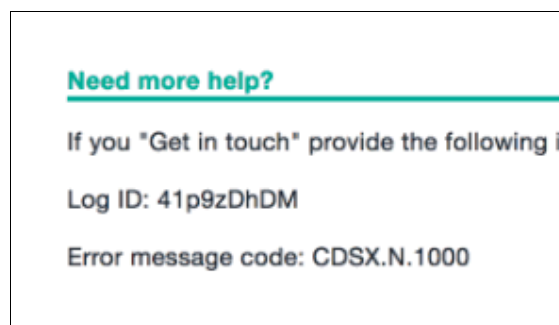 Need more help?
If you "Get in touch" provide the following
Log ID: 41p9zDhDM
Error message code: CDSX.N.1000